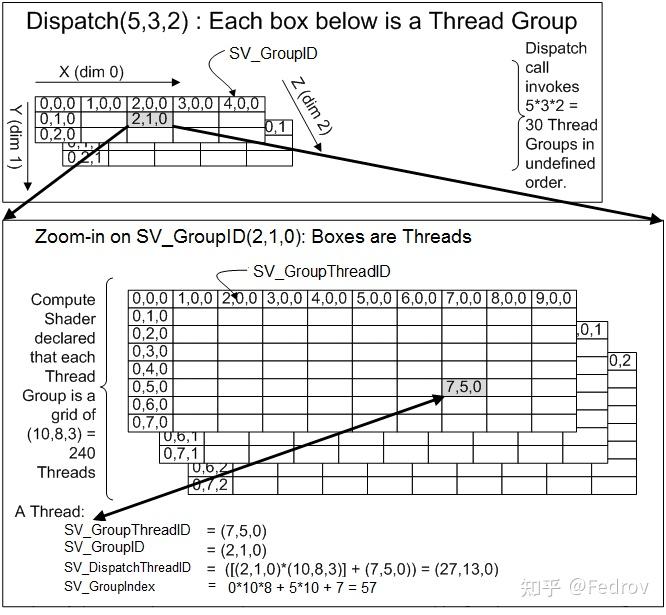 Dispatch(5,3,2) : Each box below is a Thread Group
SV_GroupID
X (dim 0)
Y (dim 1)
Z (dim 2)
0,0,0 1,0,0 2,0,0 3,0,0 4,0,0
0,1,0 2,1,0 0,1
0,2,0
0,1,1
0,2,1
Dispatch
call
invokes
5*3*2 =
30 Thread
Groups in
undefined
order.
Zoom-in on SV_GroupID(2,1,0): Boxes are Threads
SV_GroupThreadID
Compute
Shader
declared
that each
Thread
Group is a
grid of
(10,8,3) =
240
Threads
0,0,0 1,0,0 2,0,0 3,0,0 4,0,0 5,0,0 6,0,0 7,0,0 8,0,0 9,0,0
0,1,0
0,2,0 0,0,1
0,3,0
0,4,0 0,2
0,5,0 7,5,0
0,6,0
0,7,0
0,6,1
0,7,1
0,6,2
0,7,2
A Thread:
SV_GroupThreadID = (7,5,0)
SV_GroupID = (2,1,0)
SV_DispatchThreadID = ([(2,1,0)*(10,8,3)] + (7,5,0)) = (27,13,0)
SV_GroupIndex = 0*10*8 + 5*10 + 7 = 57
知乎 @Fedrov